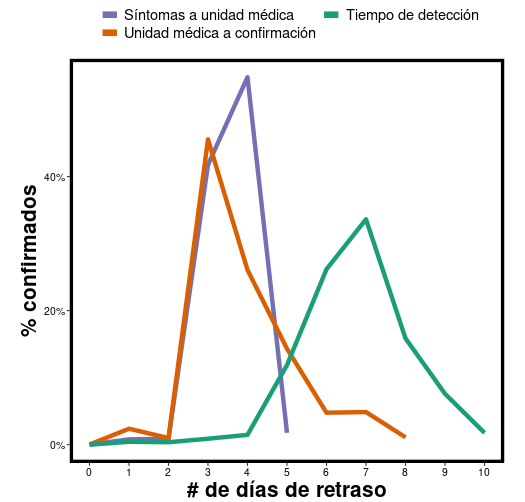 Síntomas a unidad médica
Tiempo de detección
Unidad médica a confirmación
% confirmados
40%
20%
0%
0 1 2 3 4 5 6 7 8 9 10
# de días de retraso